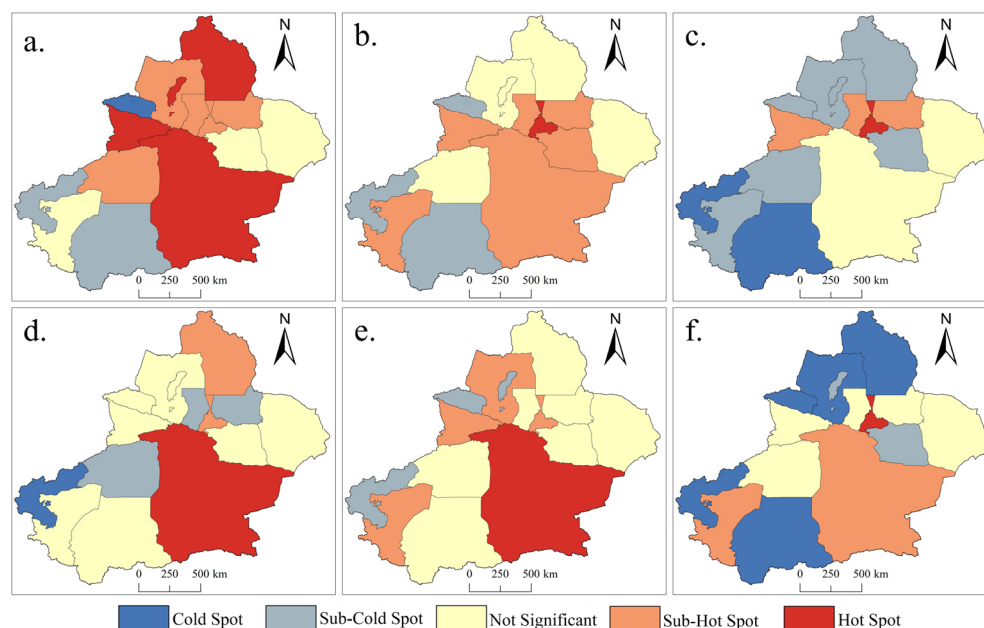 a.
N
0 250 500 km
b.
N
0 250 500 km
c.
N
0 250 500 km
d.
N
0 250 500 km
e.
N
0 250 500 km
f.
N
0 250 500 km
Cold Spot Sub-Cold Spot Not Significant Sub-Hot Spot Hot Spot